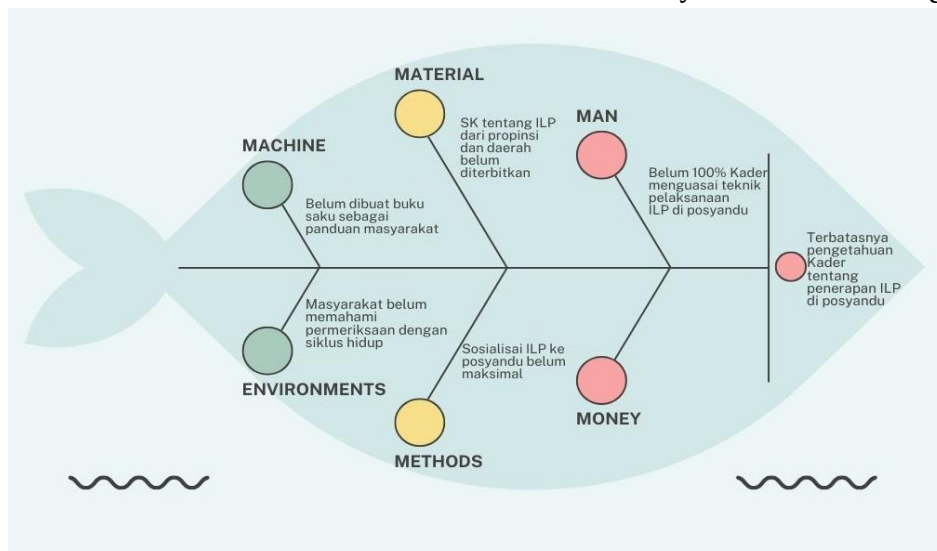 MATERIAL
SK tentang ILP
dari propinsi
dan daerah
belum
diterbitkan
MAN
Belum 100% Kader
menguasai teknik
pelaksanaan
ILP di posyandu
MACHINE
Belum dibuat buku
saku sebagai
panduan masyarakat
Terbatasnya
pengetahuan
Kader
tentang
penerapan ILP
di posyandu
Masyarakat belum
memahami
permeriksaan dengan
siklus hidup
ENVIRONMENTS
Sosialisai ILP ke
posyandu belum
maksimal
METHODS
MONEY